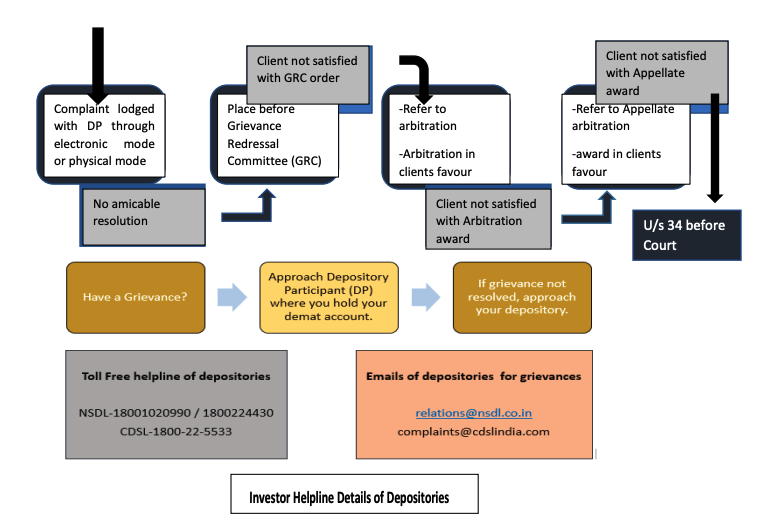 Complaint lodged
with DP through
electronic mode
or physical mode
No amicable
resolution
Place before
Grievance
Redressal
Committee (GRC)
Client not satisfied
with GRC order
-Refer to
arbitration
-Arbitration in
clients favour
Client not satisfied
with Arbitration
award
-Refer to Appellate
arbitration
-award in clients
favour
Client not satisfied
with Appellate
award
U/s 34 before
Court
Have a Grievance?
Approach Depository
Participant (DP)
where you hold your
demat account.
If grievance not
resolved, approach
your depository.
Toll Free helpline of depositories
NSDL-18001020990 / 1800224430
CDSL-1800-22-5533
Emails of depositories for grievances
relations@nsdl.co.in
complaints@cdslindia.com
Investor Helpline Details of Depositories